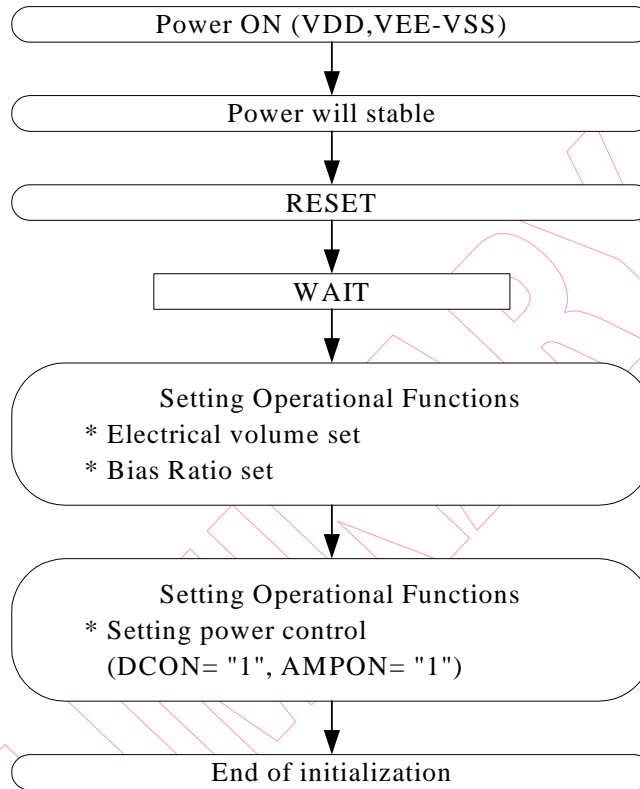 Power ON (VDD,VEE-VSS)
Power will stable
RESET
WAIT
Setting Operational Functions
* Electrical volume set
* Bias Ratio set
Setting Operational Functions
* Setting power control
(DCON= "1", AMPON= "1")
End of initialization